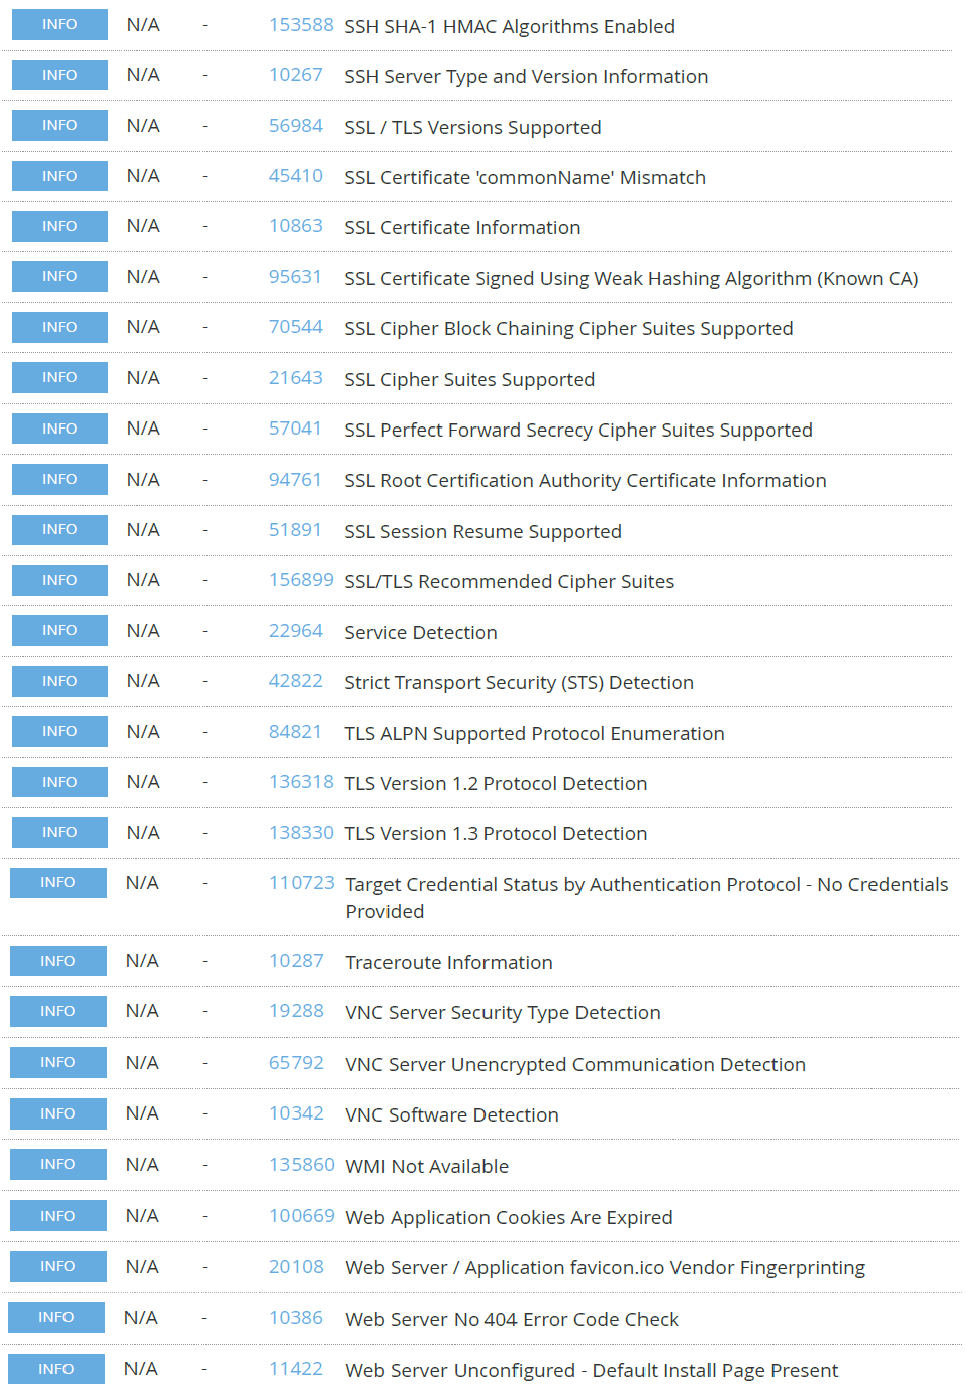 INFO N/A - 153588 SSH SHA-1 HMAC Algorithms Enabled
INFO N/A - 10267 SSH Server Type and Version Information
INFO N/A - 56984 SSL / TLS Versions Supported
INFO N/A - 45410 SSL Certificate 'commonName' Mismatch
INFO N/A - 10863 SSL Certificate Information
INFO N/A - 95631 SSL Certificate Signed Using Weak Hashing Algorithm (Known CA)
INFO N/A - 70544 SSL Cipher Block Chaining Cipher Suites Supported
INFO N/A - 21643 SSL Cipher Suites Supported
INFO N/A - 57041 SSL Perfect Forward Secrecy Cipher Suites Supported
INFO N/A - 94761 SSL Root Certification Authority Certificate Information
INFO N/A - 51891 SSL Session Resume Supported
INFO N/A - 156899 SSL/TLS Recommended Cipher Suites
INFO N/A - 22964 Service Detection
INFO N/A - 42822 Strict Transport Security (STS) Detection
INFO N/A - 84821 TLS ALPN Supported Protocol Enumeration
INFO N/A - 136318 TLS Version 1.2 Protocol Detection
INFO N/A - 138330 TLS Version 1.3 Protocol Detection
INFO N/A - 110723 Target Credential Status by Authentication Protocol - No Credentials
Provided
INFO N/A - 10287 Traceroute Information
INFO N/A - 19288 VNC Server Security Type Detection
INFO N/A - 65792 VNC Server Unencrypted Communication Detection
INFO N/A - 10342 VNC Software Detection
INFO N/A - 135860 WMI Not Available
INFO N/A - 100669 Web Application Cookies Are Expired
INFO N/A - 20108 Web Server / Application favicon.ico Vendor Fingerprinting
INFO N/A - 10386 Web Server No 404 Error Code Check
INFO N/A - 11422 Web Server Unconfigured - Default Install Page Present